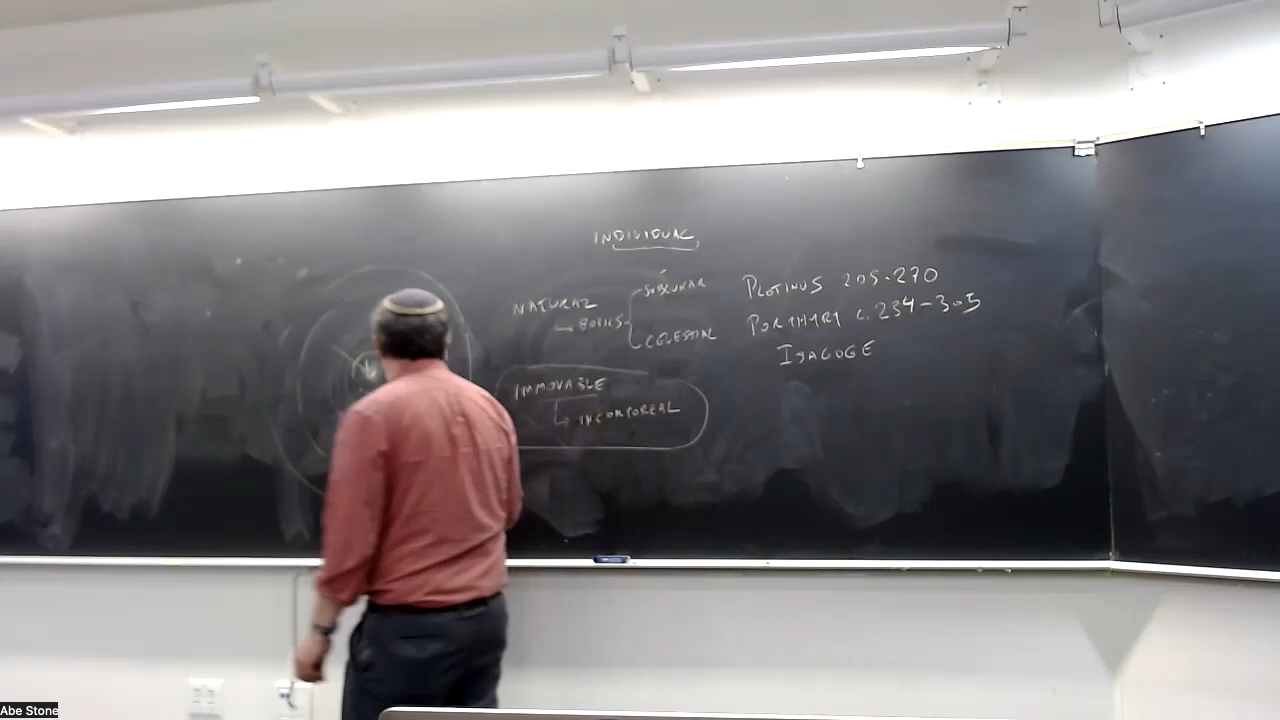 INDIVIDUAL
NATURAL
BODIES
SUBLUNAR
CELESTIAL
IMMOVABLE
INCORPOREAL
PLOTINUS 205-270
PORPHYRY c. 234-305
ISAGOGE
Abe Stone